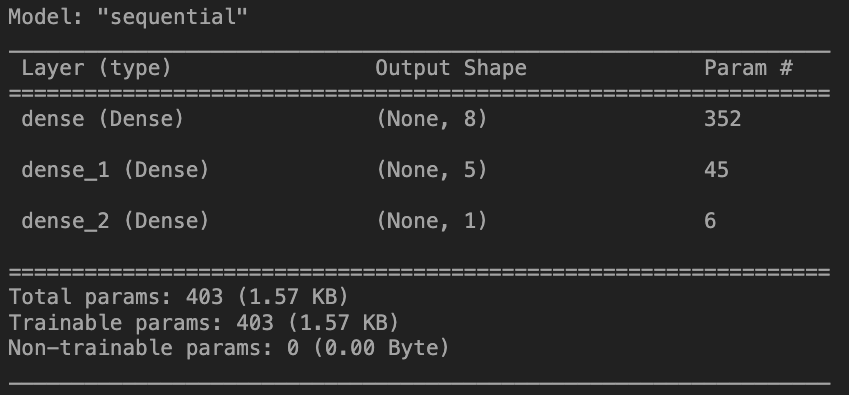 Model: "sequential"
_________________________________________________________________
Layer (type)                Output Shape              Param #
=================================================================
dense (Dense)               (None, 8)                 352
dense_1 (Dense)             (None, 5)                 45
dense_2 (Dense)             (None, 1)                 6
=================================================================
Total params: 403 (1.57 KB)
Trainable params: 403 (1.57 KB)
Non-trainable params: 0 (0.00 Byte)
_________________________________________________________________